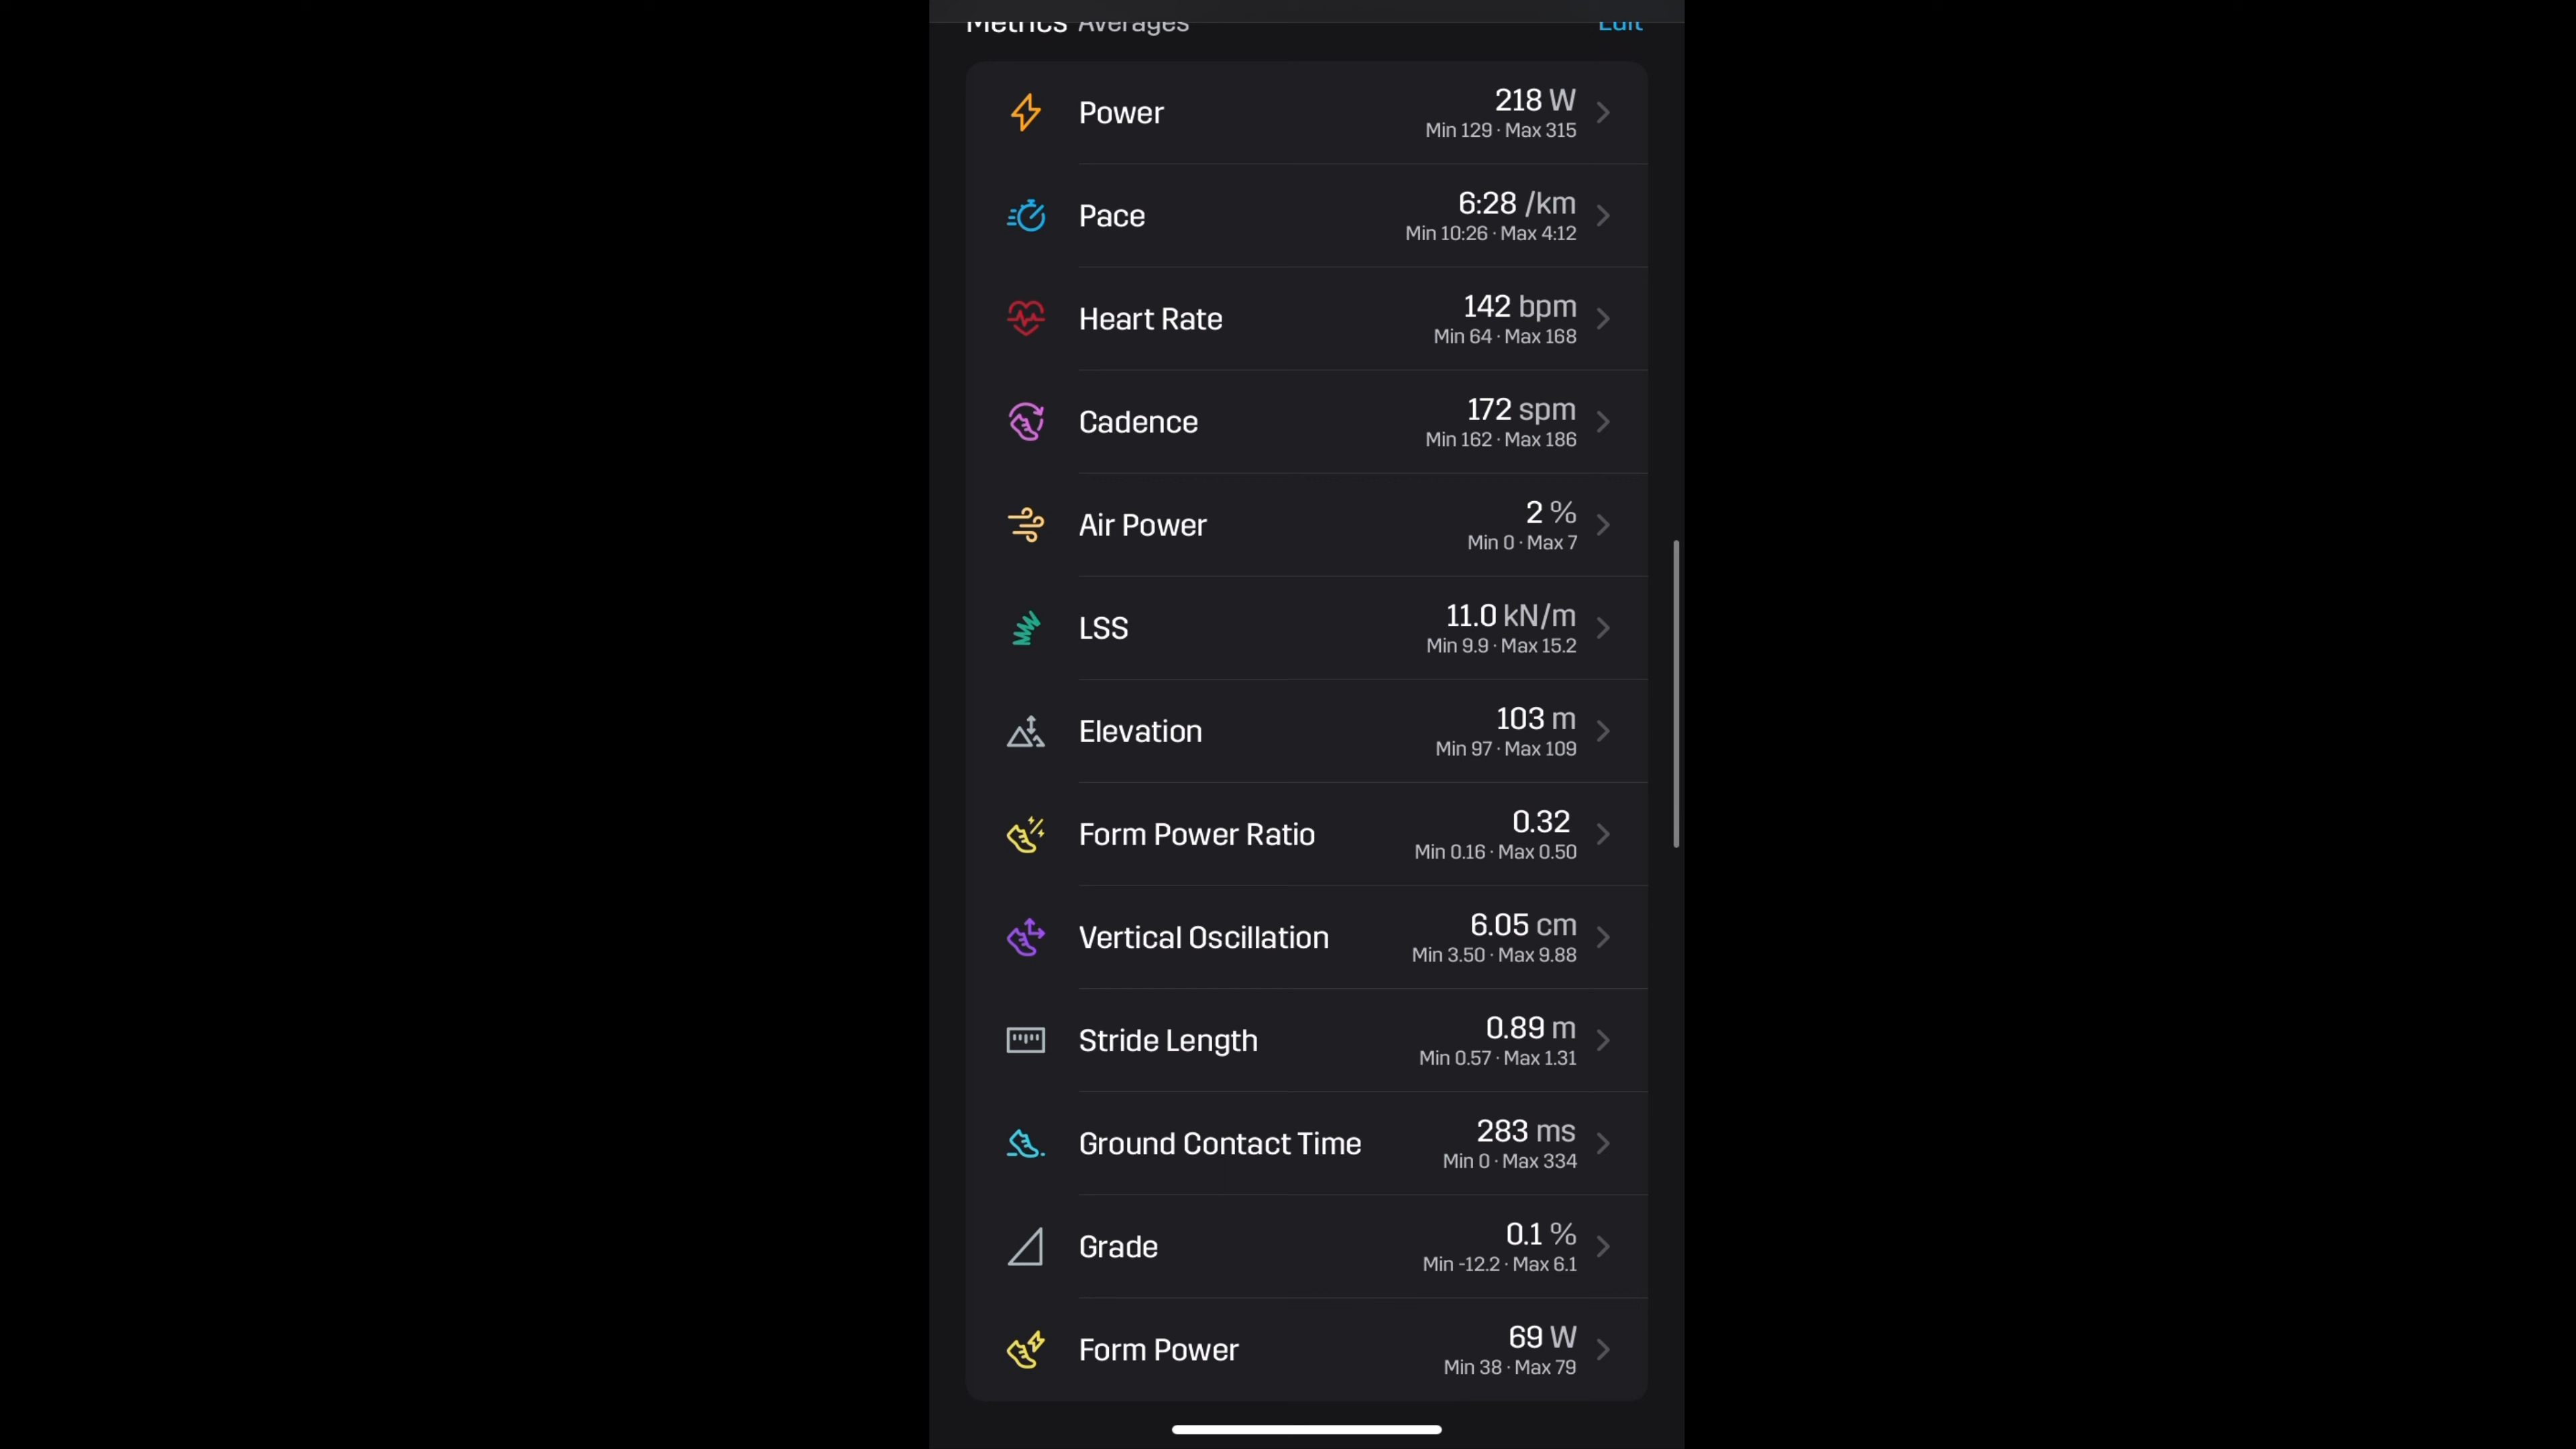 Metrics Averages
Edit
Power
218 W
Min 129 · Max 315
Pace
6:28 /km
Min 10:26 · Max 4:12
Heart Rate
142 bpm
Min 64 · Max 168
Cadence
172 spm
Min 162 · Max 186
Air Power
2 %
Min 0 · Max 7
LSS
11.0 kN/m
Min 9.9 · Max 15.2
Elevation
103 m
Min 97 · Max 109
Form Power Ratio
0.32
Min 0.16 · Max 0.50
Vertical Oscillation
6.05 cm
Min 3.50 · Max 9.88
Stride Length
0.89 m
Min 0.57 · Max 1.31
Ground Contact Time
283 ms
Min 0 · Max 334
Grade
0.1 %
Min -12.2 · Max 6.1
Form Power
69 W
Min 38 · Max 79